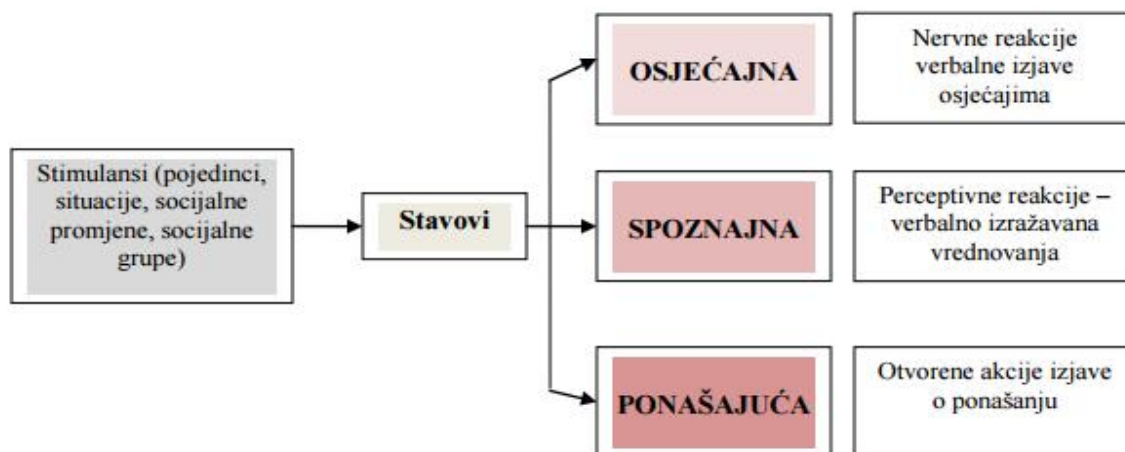 Stimulansi (pojedinci,
situacije, socijalne
promjene, socijalne
grupe)
Stavovi
OSJEĆAJNA
Nervne reakcije
verbalne izjave
osjećajima
SPOZNAJNA
Perceptivne reakcije –
verbalno izražavana
vrednovanja
PONAŠAJUĆA
Otvorene akcije izjave
o ponašanju